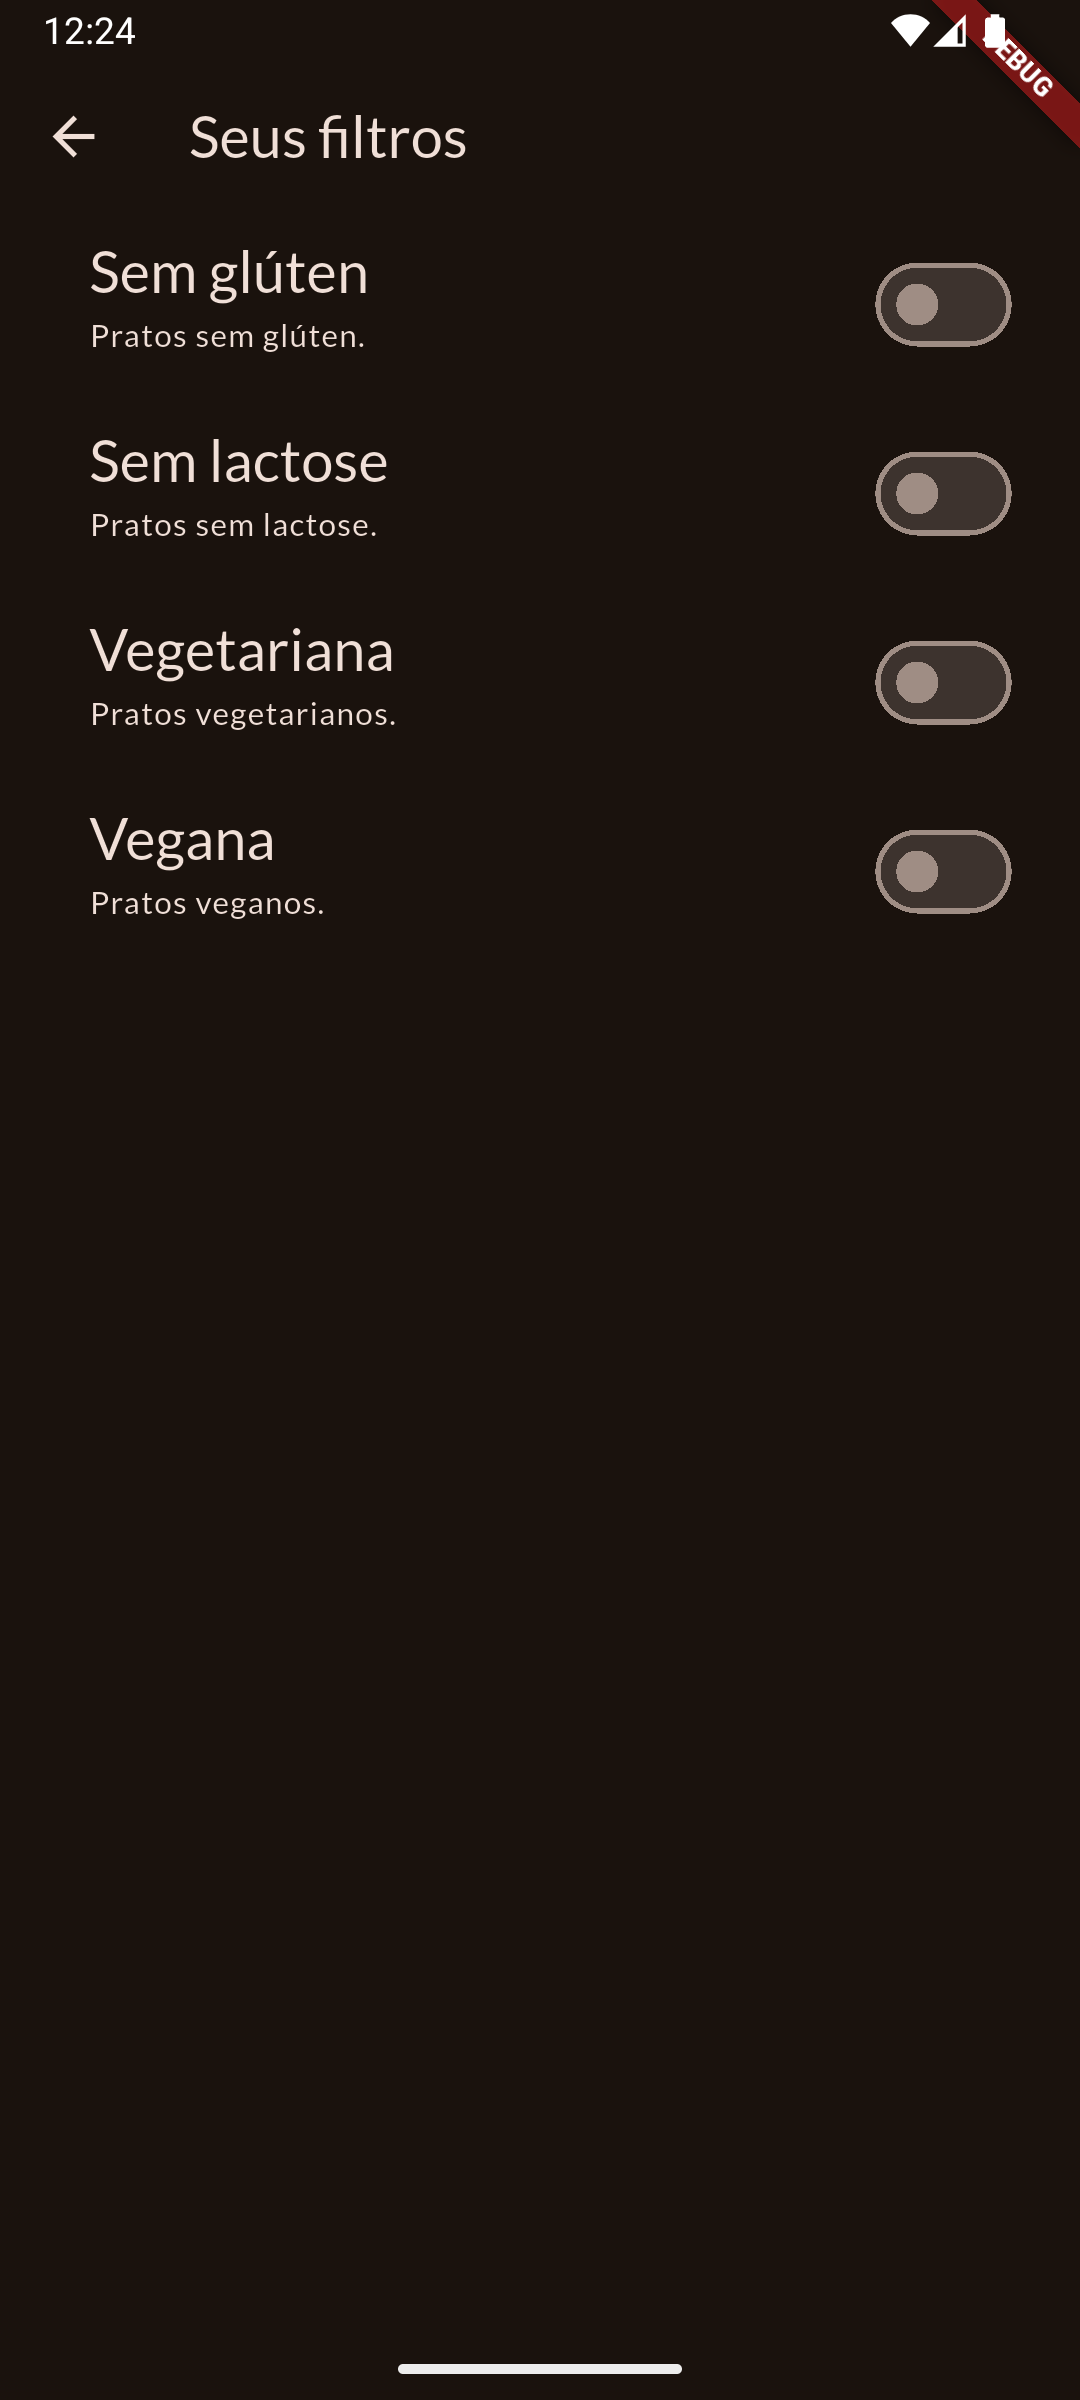 12:24
Seus filtros
Sem glúten
Pratos sem glúten.
Sem lactose
Pratos sem lactose.
Vegetariana
Pratos vegetarianos.
Vegana
Pratos veganos.